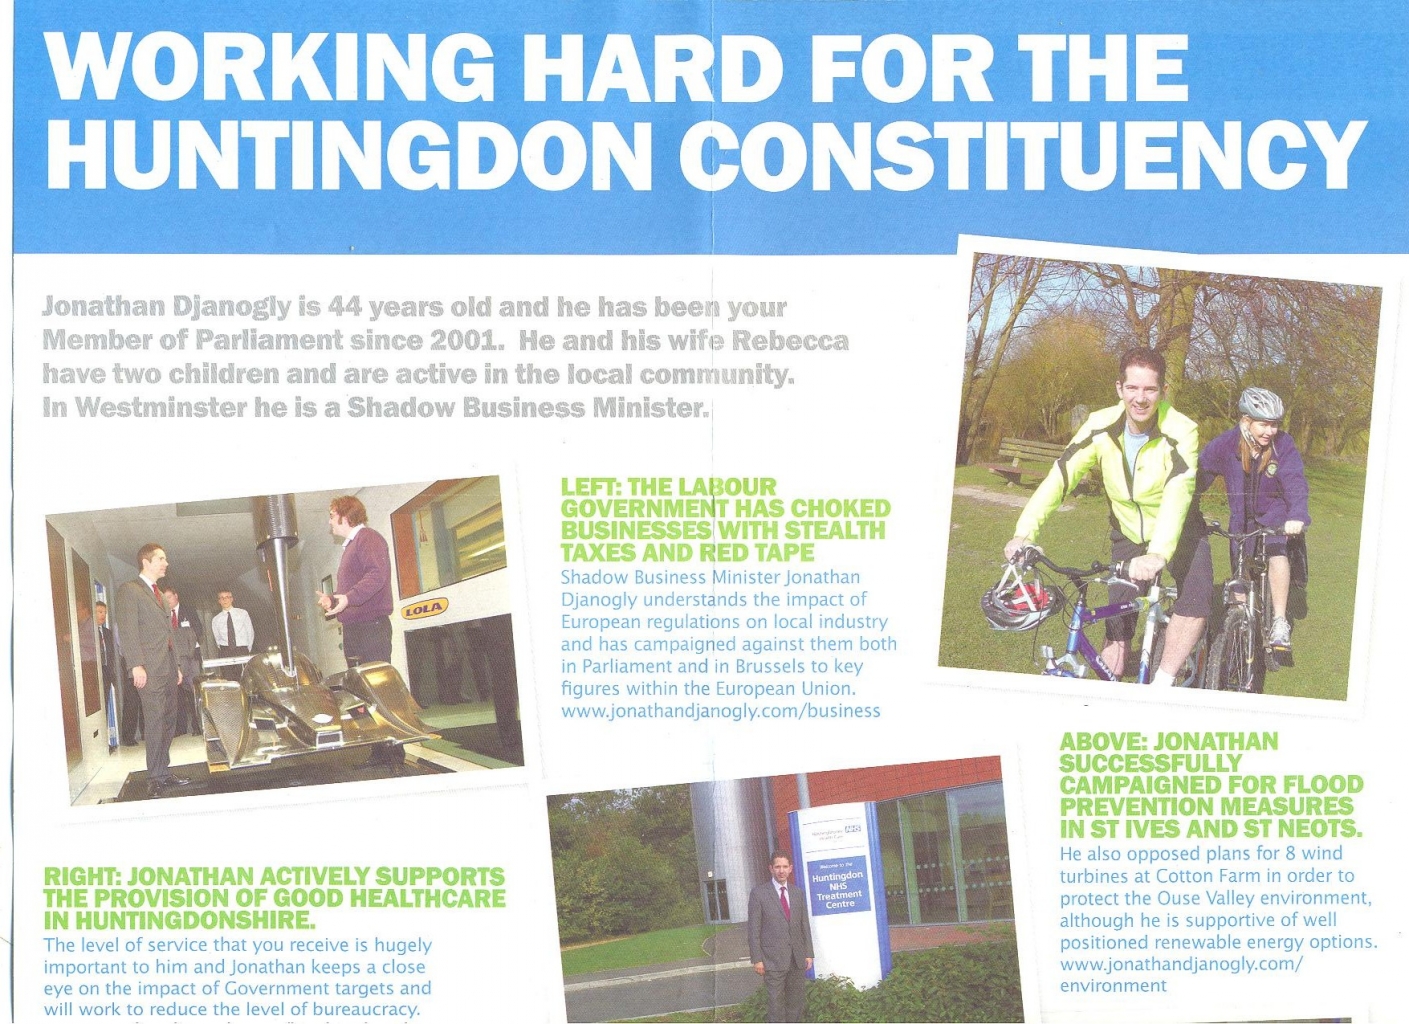 WORKING HARD FOR THE
HUNTINGDON CONSTITUENCY
Jonathan Djanogly is 44 years old and he has been your
Member of Parliament since 2001. He and his wife Rebecca
have two children and are active in the local community.
In Westminster he is a Shadow Business Minister.
LOLA
LEFT: THE LABOUR
GOVERNMENT HAS CHOKED
BUSINESSES WITH STEALTH
TAXES AND RED TAPE
Shadow Business Minister Jonathan
Djanogly understands the impact of
European regulations on local industry
and has campaigned against them both
in Parliament and in Brussels to key
figures within the European Union.
www.jonathandjanogly.com/business
ABOVE: JONATHAN
SUCCESSFULLY
CAMPAIGNED FOR FLOOD
PREVENTION MEASURES
IN ST IVES AND ST NEOTS.
He also opposed plans for 8 wind
turbines at Cotton Farm in order to
protect the Ouse Valley environment,
although he is supportive of well
positioned renewable energy options.
www.jonathandjanogly.com/
environment
RIGHT: JONATHAN ACTIVELY SUPPORTS
THE PROVISION OF GOOD HEALTHCARE
IN HUNTINGDONSHIRE.
The level of service that you receive is hugely
important to him and Jonathan keeps a close
eye on the impact of Government targets and
will work to reduce the level of bureaucracy.
NHS
Welcome to the
Huntingdon
NHS
Treatment
Centre